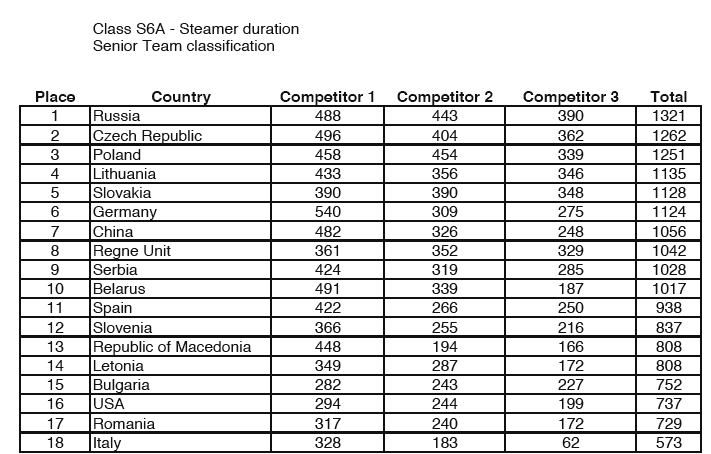 Class S6A - Steamer duration
Senior Team classification
Place Country Competitor 1 Competitor 2 Competitor 3 Total
1 Russia 488 443 390 1321
2 Czech Republic 496 404 362 1262
3 Poland 458 454 339 1251
4 Lithuania 433 356 346 1135
5 Slovakia 390 390 348 1128
6 Germany 540 309 275 1124
7 China 482 326 248 1056
8 Regne Unit 361 352 329 1042
9 Serbia 424 319 285 1028
10 Belarus 491 339 187 1017
11 Spain 422 266 250 938
12 Slovenia 366 255 216 837
13 Republic of Macedonia 448 194 166 808
14 Letonia 349 287 172 808
15 Bulgaria 282 243 227 752
16 USA 294 244 199 737
17 Romania 317 240 172 729
18 Italy 328 183 62 573